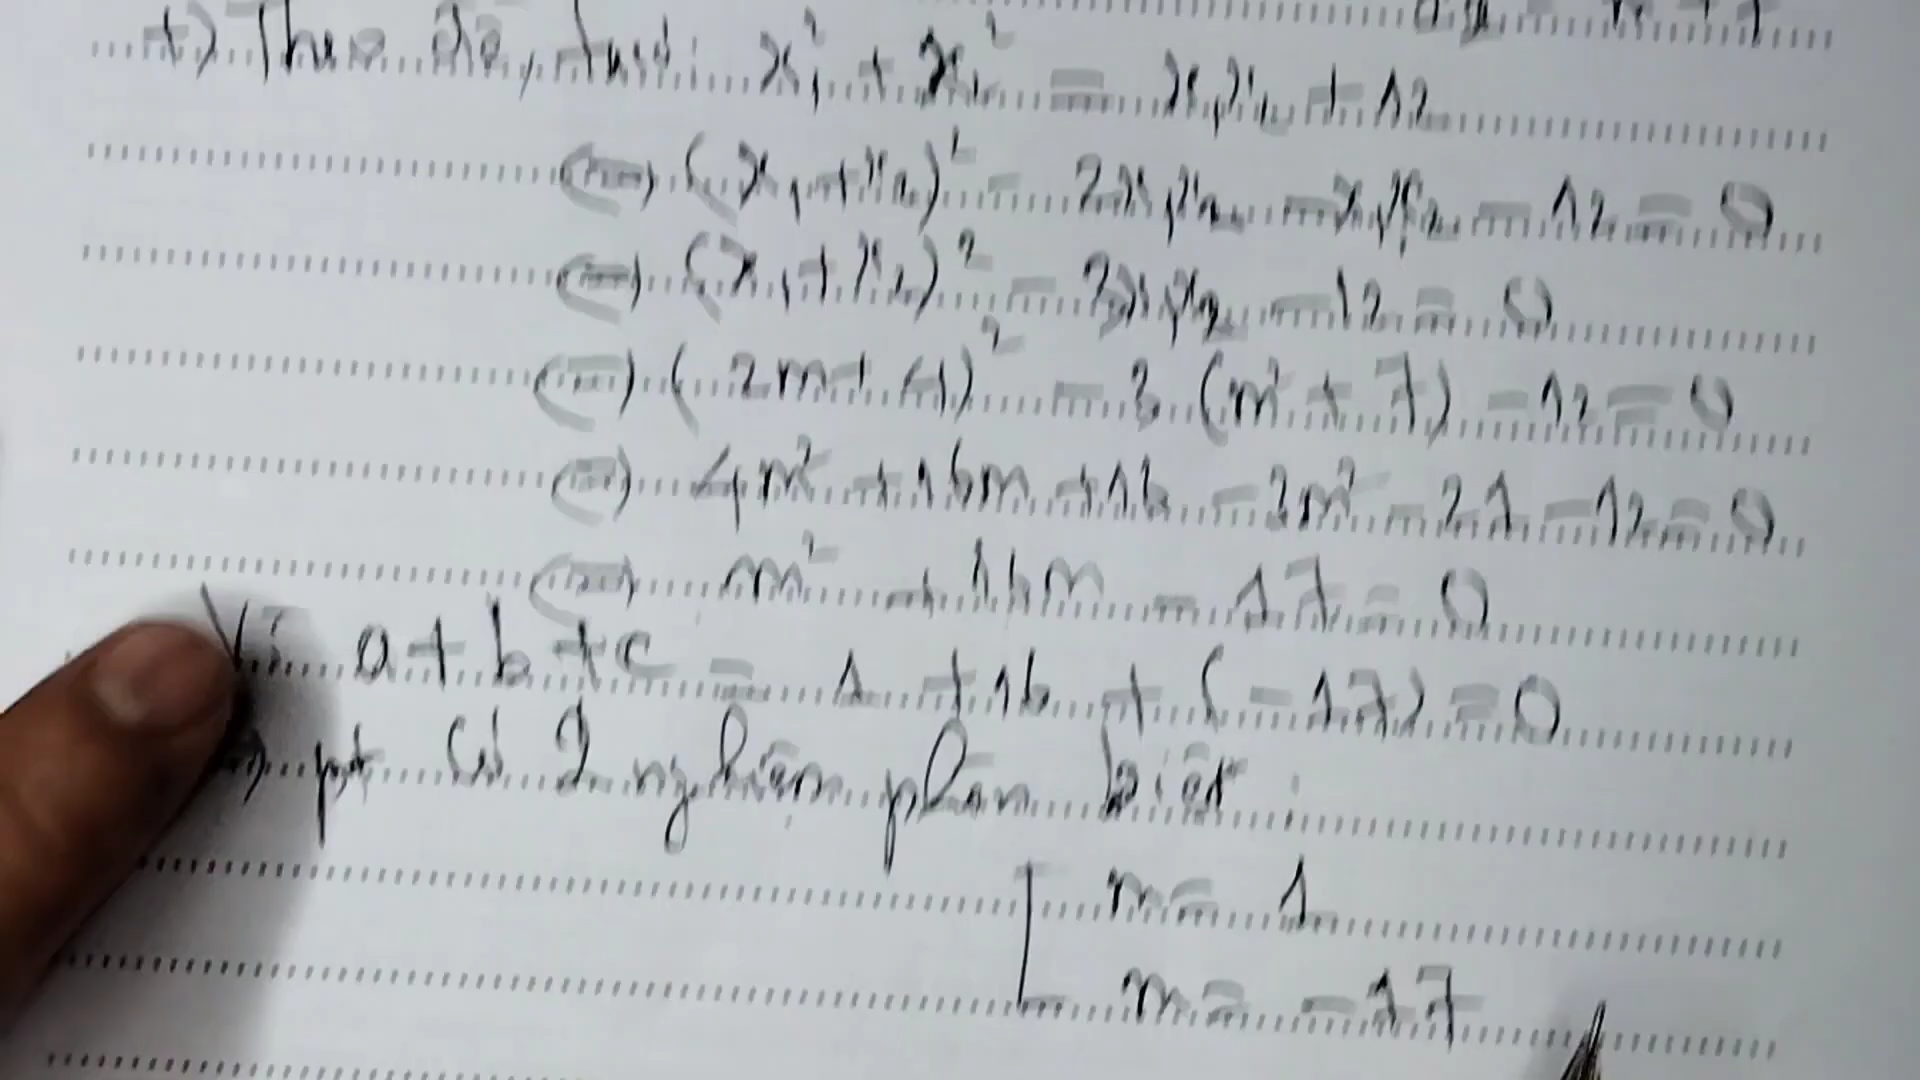 +) Theo đề, ta có: x₁² + x₂² = x₁x₂ + 12
(=) (x₁+x₂)² - 2x₁x₂ - x₁x₂ - 12 = 0
(=) (x₁+x₂)² - 3x₁x₂ - 12 = 0
(=) (2m+4)² - 3(m²+7) - 12 = 0
(=) 4m² + 16m + 16 - 3m² - 21 - 12 = 0
(=) m² + 16m - 17 = 0
Vì a+b+c = 1 + 16 + (-17) = 0
=) pt có 2 nghiệm phân biệt:
[ m = 1
m = -17